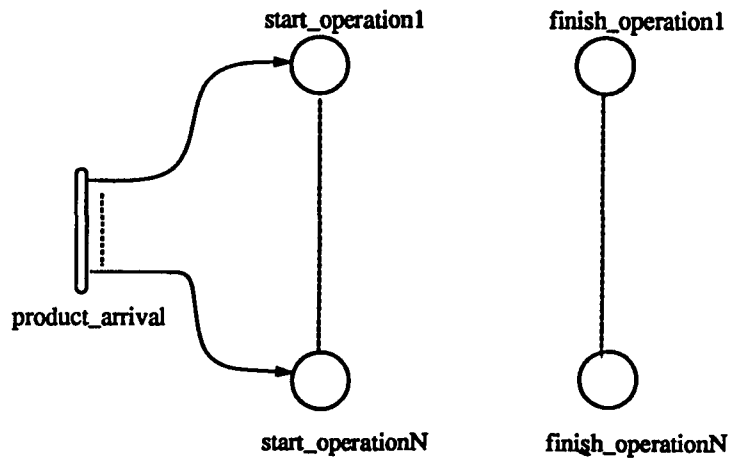 start_operation1
finish_operation1
product_arrival
start_operationN
finish_operationN